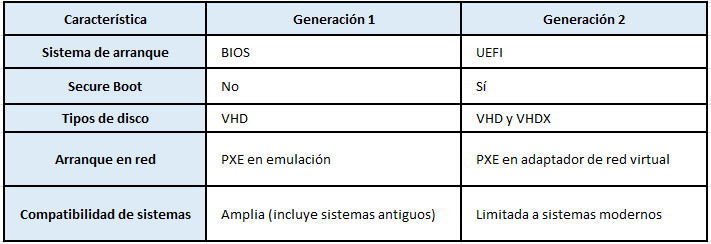 Característica Generación 1 Generación 2
Sistema de arranque BIOS UEFI
Secure Boot No Sí
Tipos de disco VHD VHD y VHDX
Arranque en red PXE en emulación PXE en adaptador de red virtual
Compatibilidad de sistemas Amplia (incluye sistemas antiguos) Limitada a sistemas modernos